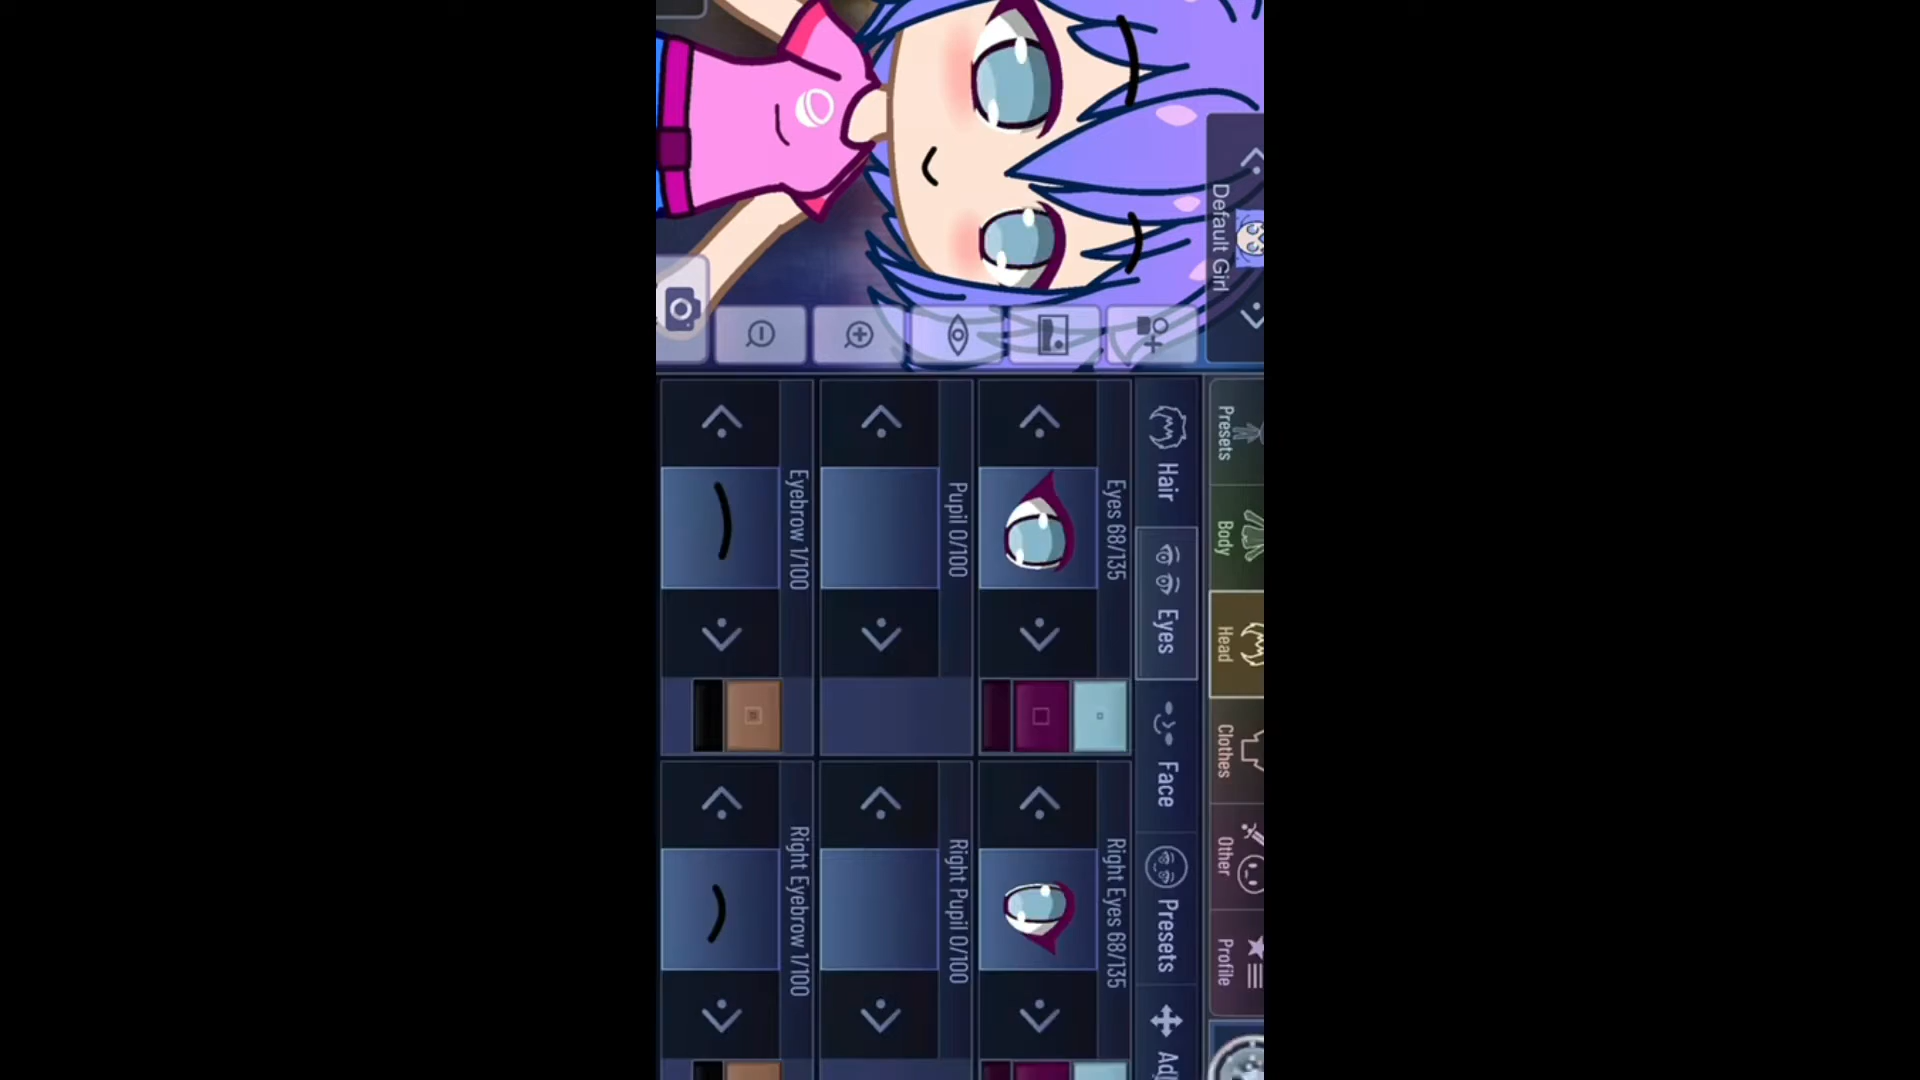 Default Girl
Presets
Body
Head
Clothes
Other
Profile
Hair
Eyes
Face
Presets
Eyes 68/135
Right Eyes 68/135
Pupil 0/100
Right Pupil 0/100
Eyebrow 1/100
Right Eyebrow 1/100